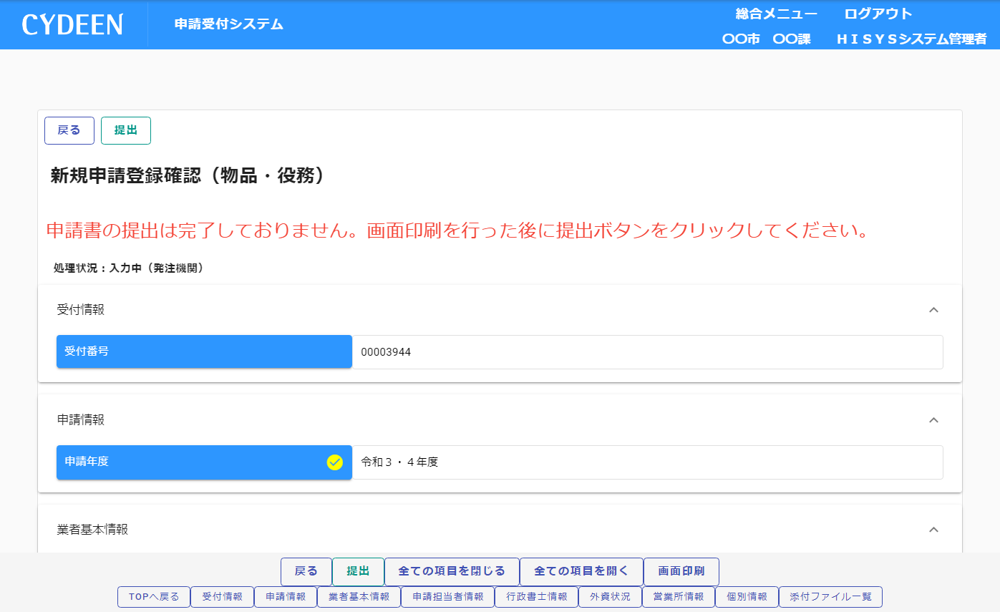 CYDEEN 申請受付システム 総合メニュー ログアウト
〇〇市 〇〇課 ＨＩＳＹＳシステム管理者
戻る 提出
新規申請登録確認（物品・役務）
申請書の提出は完了しておりません。画面印刷を行った後に提出ボタンをクリックしてください。
処理状況：入力中（発注機関）
受付情報
受付番号 00003944
申請情報
申請年度 令和３・４年度
業者基本情報
戻る 提出 全ての項目を閉じる 全ての項目を開く 画面印刷
TOPへ戻る 受付情報 申請情報 業者基本情報 申請担当者情報 行政書士情報 外資状況 営業所情報 個別情報 添付ファイル一覧